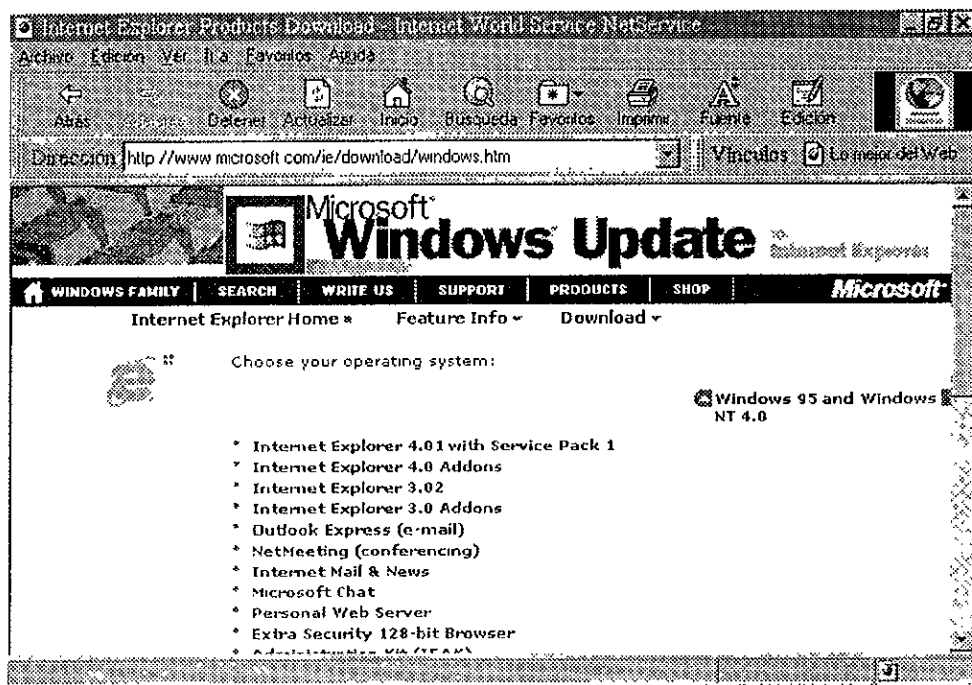 Internet Explorer Products Download - Internet World Service NetService
Archivo Edición Ver Ir a Favoritos Ayuda
Atrás Detener Actualizar Inicio Búsqueda Favoritos Imprimir Fuente Edición
Dirección http //www microsoft com/ie/download/windows.htm Vínculos Lo mejor del Web
Microsoft
Windows Update
Internet Explorer
WINDOWS FAMILY SEARCH WRITE US SUPPORT PRODUCTS SHOP Microsoft
Internet Explorer Home Feature Info Download
Choose your operating system:
Windows 95 and Windows
NT 4.0
* Internet Explorer 4.01 with Service Pack 1
* Internet Explorer 4.0 Addons
* Internet Explorer 3.02
* Internet Explorer 3.0 Addons
* Outlook Express (e-mail)
* NetMeeting (conferencing)
* Internet Mail & News
* Microsoft Chat
* Personal Web Server
* Extra Security 128-bit Browser
* Administration Kit (IEAK)